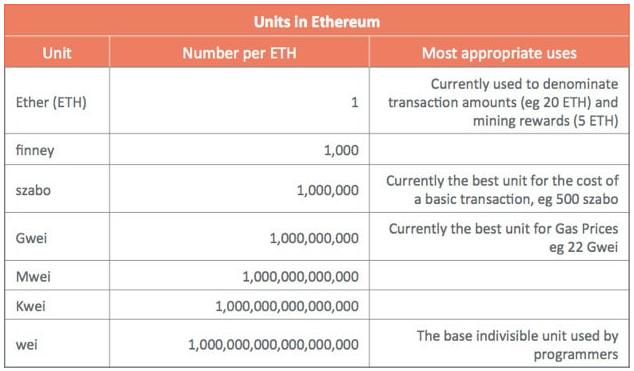 Units in Ethereum
Unit Number per ETH Most appropriate uses
Ether (ETH) 1 Currently used to denominate
transaction amounts (eg 20 ETH) and
mining rewards (5 ETH)
finney 1,000
szabo 1,000,000 Currently the best unit for the cost of
a basic transaction, eg 500 szabo
Gwei 1,000,000,000 Currently the best unit for Gas Prices
eg 22 Gwei
Mwei 1,000,000,000,000
Kwei 1,000,000,000,000,000
wei 1,000,000,000,000,000,000 The base indivisible unit used by
programmers